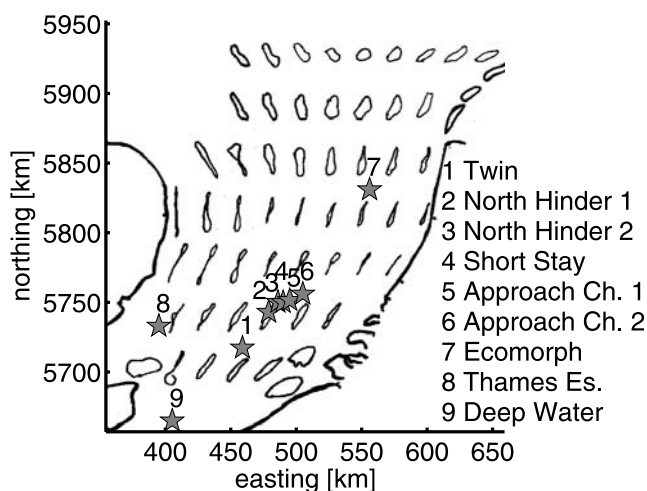 5950
5900
5850
5800
5750
5700
northing [km]
400 450 500 550 600 650
easting [km]
1
2
3
4
5
6
7
8
9
1 Twin
2 North Hinder 1
3 North Hinder 2
4 Short Stay
5 Approach Ch. 1
6 Approach Ch. 2
7 Ecomorph
8 Thames Es.
9 Deep Water